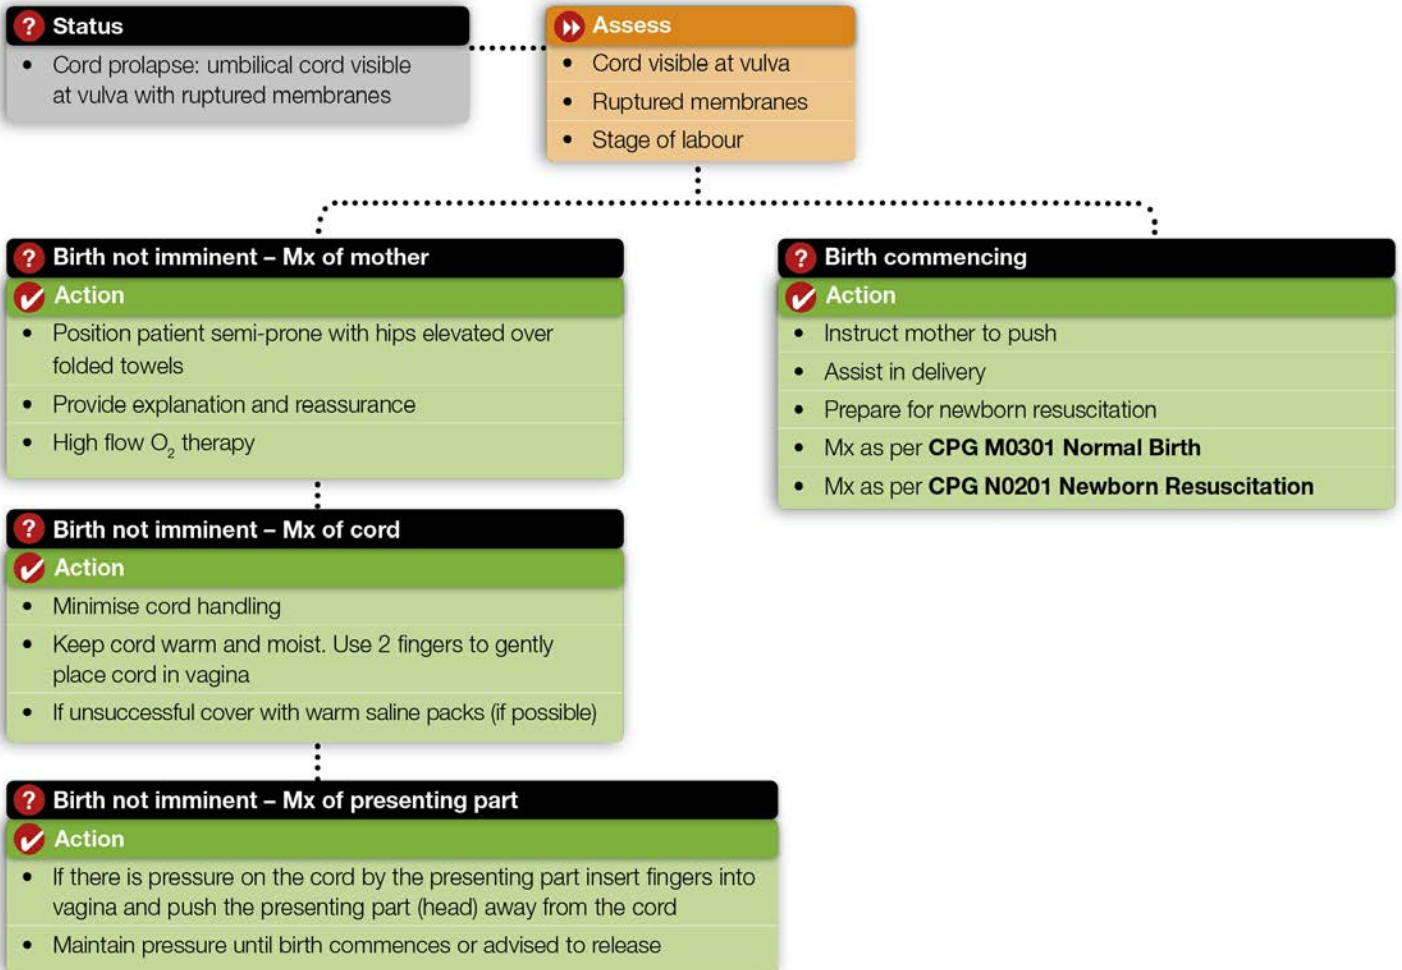 Status
• Cord prolapse: umbilical cord visible
at vulva with ruptured membranes
Assess
• Cord visible at vulva
• Ruptured membranes
• Stage of labour
Birth not imminent – Mx of mother
Action
• Position patient semi-prone with hips elevated over
folded towels
• Provide explanation and reassurance
• High flow O₂ therapy
Birth not imminent – Mx of cord
Action
• Minimise cord handling
• Keep cord warm and moist. Use 2 fingers to gently
place cord in vagina
• If unsuccessful cover with warm saline packs (if possible)
Birth not imminent – Mx of presenting part
Action
• If there is pressure on the cord by the presenting part insert fingers into
vagina and push the presenting part (head) away from the cord
• Maintain pressure until birth commences or advised to release
Birth commencing
Action
• Instruct mother to push
• Assist in delivery
• Prepare for newborn resuscitation
• Mx as per CPG M0301 Normal Birth
• Mx as per CPG N0201 Newborn Resuscitation